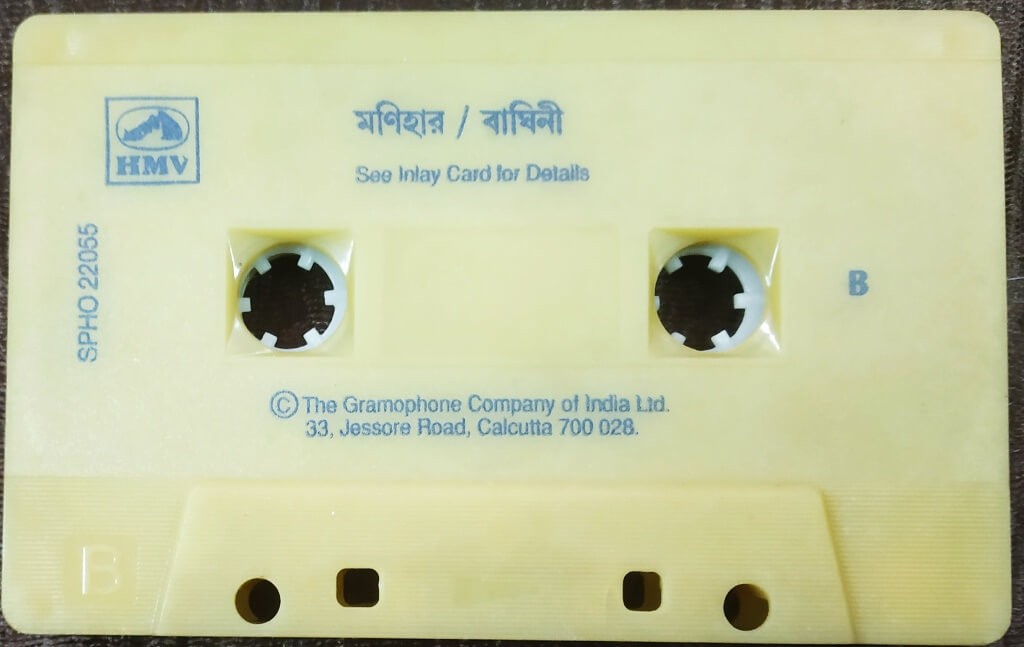 HMV
মণিহার / বাঘিনী
See Inlay Card for Details
SPHO 22055
B
© The Gramophone Company of India Ltd.
33, Jessore Road, Calcutta 700 028.
B